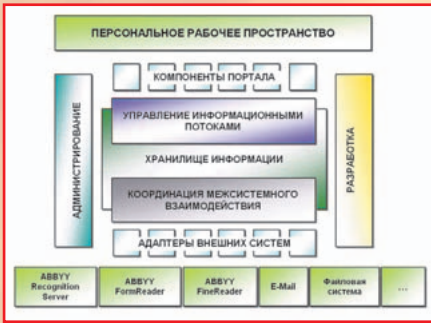 ПЕРСОНАЛЬНОЕ РАБОЧЕЕ ПРОСТРАНСТВО
КОМПОНЕНТЫ ПОРТАЛА
АДМИНИСТРИРОВАНИЕ
УПРАВЛЕНИЕ ИНФОРМАЦИОННЫМИ
ПОТОКАМИ
ХРАНИЛИЩЕ ИНФОРМАЦИИ
КООРДИНАЦИЯ МЕЖСИСТЕМНОГО
ВЗАИМОДЕЙСТВИЯ
РАЗРАБОТКА
АДАПТЕРЫ ВНЕШНИХ СИСТЕМ
ABBYY
Recognition
Server
ABBYY
FormReader
ABBYY
FineReader
E-Mail
Файловая
система
...